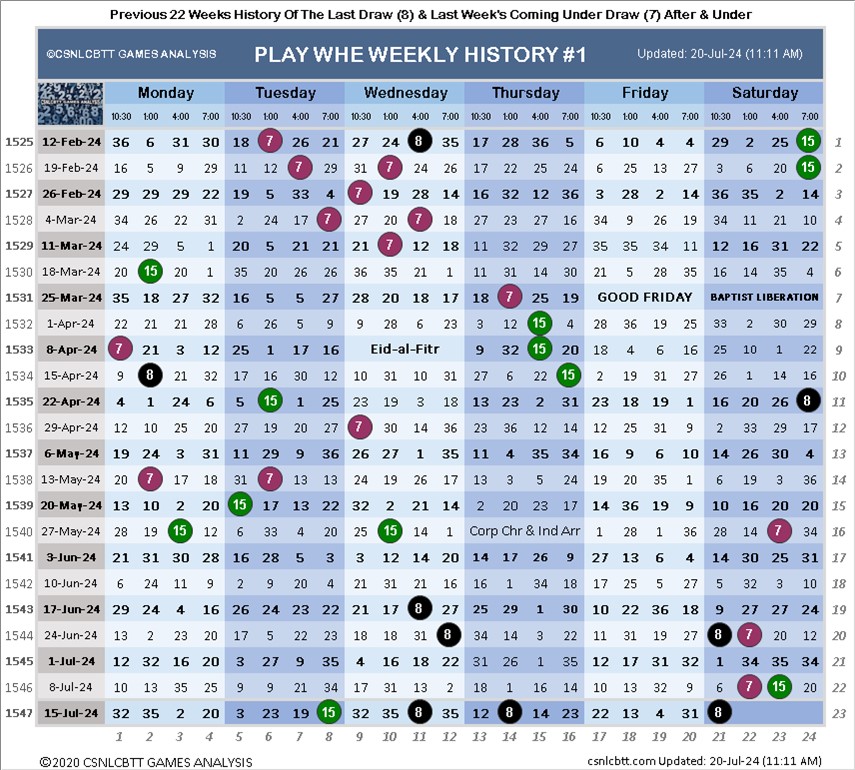 Previous 22 Weeks History Of The Last Draw (8) & Last Week's Coming Under Draw (7) After & Under
©CSNLCBTT GAMES ANALYSIS PLAY WHE WEEKLY HISTORY #1 Updated: 20-Jul-24 (11:11 AM)
Monday Tuesday Wednesday Thursday Friday Saturday
CSNLCBTT GAMES ANALYSIS 10:30 1:00 4:00 7:00 10:30 1:00 4:00 7:00 10:30 1:00 4:00 7:00 10:30 1:00 4:00 7:00 10:30 1:00 4:00 7:00 10:30 1:00 4:00 7:00
1525 12-Feb-24 36 6 31 30 18 7 26 21 27 24 8 35 17 28 36 5 6 10 4 4 29 2 25 15 1
1526 19-Feb-24 16 5 9 29 11 12 7 29 31 10 24 26 17 22 25 24 6 25 13 27 3 6 20 15 2
1527 26-Feb-24 29 29 29 22 19 5 33 4 7 19 28 14 16 32 12 36 3 28 2 14 36 35 2 14 3
1528 4-Mar-24 34 26 22 31 2 24 17 7 27 20 7 18 27 23 27 16 34 9 26 19 34 11 21 10 4
1529 11-Mar-24 24 29 5 1 20 5 21 21 21 7 12 18 11 32 29 27 35 35 34 11 5 12 16 31 22 5
1530 18-Mar-24 20 15 20 1 35 20 26 26 36 35 21 1 11 31 14 30 21 5 28 35 16 14 35 4 6
1531 25-Mar-24 35 18 27 32 16 5 5 27 28 20 18 17 18 7 25 19 GOOD FRIDAY BAPTIST LIBERATION 7
1532 1-Apr-24 22 21 21 28 6 26 5 9 9 28 6 23 3 12 15 4 28 36 19 25 33 2 30 29 8
1533 8-Apr-24 7 21 3 12 25 1 17 16 Eid-al-Fitr 9 32 15 20 18 4 6 16 25 10 1 22 9
1534 15-Apr-24 9 8 21 32 17 16 30 12 10 31 10 31 27 6 22 15 2 19 31 27 26 1 14 16 10
1535 22-Apr-24 4 1 24 6 5 15 1 25 23 19 3 18 13 23 2 31 23 18 19 1 16 20 26 8 11
1536 29-Apr-24 12 10 25 20 27 19 20 27 7 30 14 36 23 36 12 14 12 25 9 31 2 33 29 17 12
1537 6-May-24 19 24 3 31 11 29 9 36 26 27 1 35 11 4 35 34 16 9 6 10 14 26 30 4 13
1538 13-May-24 20 7 17 18 31 7 13 13 24 19 26 17 13 3 5 24 19 19 35 1 6 19 3 36 14
1539 20-May-24 13 10 2 20 15 17 13 22 32 2 21 14 2 20 23 17 14 36 19 9 10 16 20 20 15
1540 27-May-24 28 19 15 12 6 33 4 20 9 15 14 1 Corp Chr & Ind Arr 1 28 1 36 28 14 7 34 16
1541 3-Jun-24 21 31 30 28 16 28 5 3 3 12 14 20 14 17 26 9 27 13 6 4 14 30 25 31 17
1542 10-Jun-24 6 24 11 9 2 9 20 4 21 31 21 16 16 1 34 18 17 25 5 27 5 32 3 10 18
1543 17-Jun-24 29 24 4 16 26 24 23 22 21 17 8 27 25 29 1 30 10 22 36 18 9 27 27 24 19
1544 24-Jun-24 13 2 23 20 17 5 22 23 18 18 31 8 34 14 3 22 11 31 19 27 8 7 20 12 20
1545 1-Jul-24 12 32 16 20 3 27 9 35 4 16 18 22 31 26 1 35 12 17 31 32 1 34 35 34 21
1546 8-Jul-24 10 13 35 25 9 9 21 34 17 31 13 2 18 1 16 14 10 13 32 9 6 7 15 20 22
1547 15-Jul-24 32 35 2 20 3 23 19 15 32 35 8 35 12 8 14 23 22 13 4 31 8 23
1 2 3 4 5 6 7 8 9 10 11 12 13 14 15 16 17 18 19 20 21 22 23 24
©2020 CSNLCBTT GAMES ANALYSIS csnlcbtt.com Updated: 20-Jul-24 (11:11 AM)